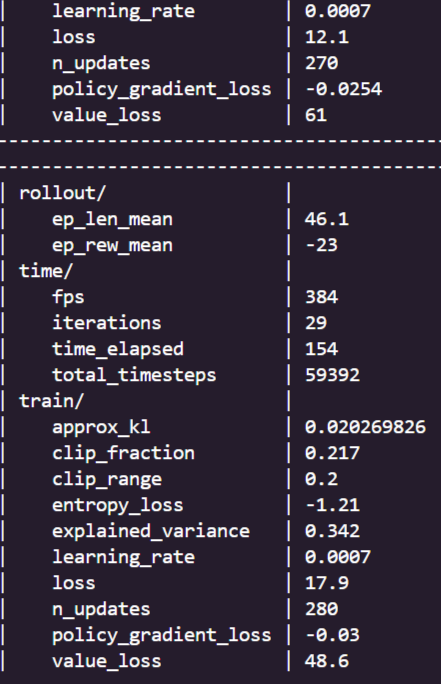 |    learning_rate        | 0.0007
|    loss                 | 12.1
|    n_updates            | 270
|    policy_gradient_loss | -0.0254
|    value_loss           | 61
------------------------------------------
------------------------------------------
| rollout/                |
|    ep_len_mean          | 46.1
|    ep_rew_mean          | -23
| time/                   |
|    fps                  | 384
|    iterations           | 29
|    time_elapsed         | 154
|    total_timesteps      | 59392
| train/                  |
|    approx_kl            | 0.020269826
|    clip_fraction        | 0.217
|    clip_range           | 0.2
|    entropy_loss         | -1.21
|    explained_variance   | 0.342
|    learning_rate        | 0.0007
|    loss                 | 17.9
|    n_updates            | 280
|    policy_gradient_loss | -0.03
|    value_loss           | 48.6